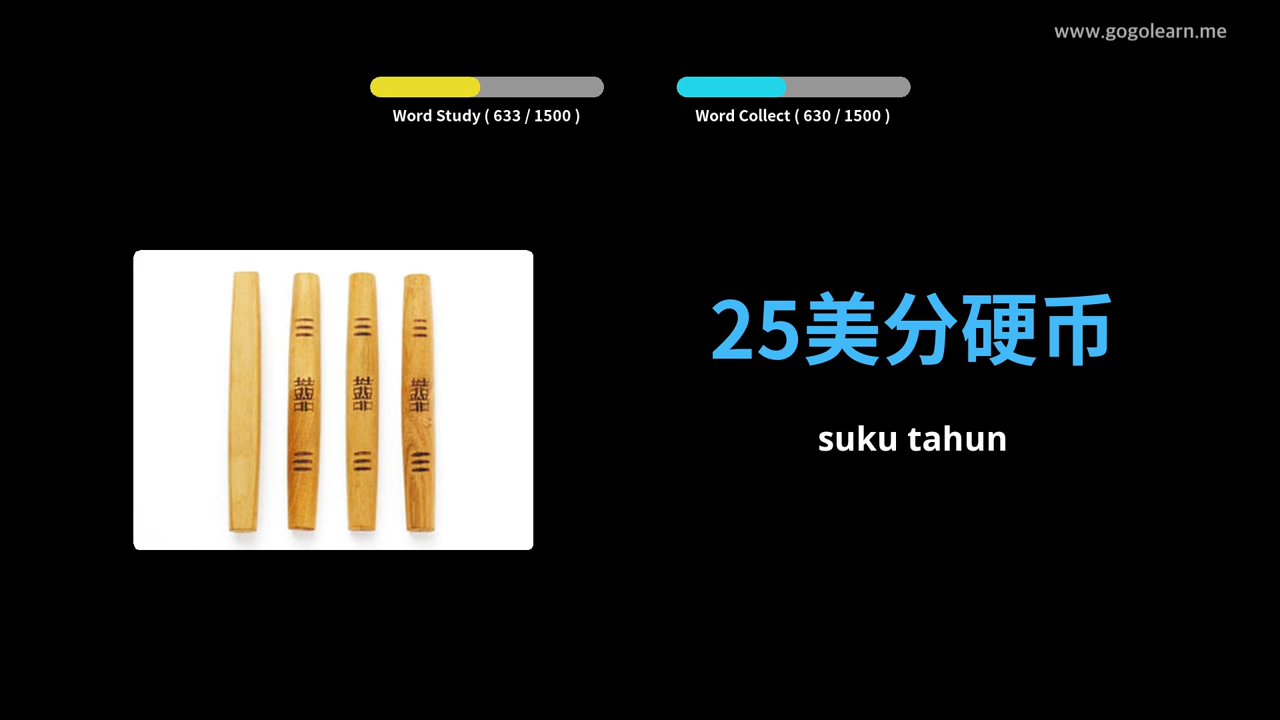 www.gogolearn.me
Word Study ( 633 / 1500 )
Word Collect ( 630 / 1500 )
25美分硬币
suku tahun